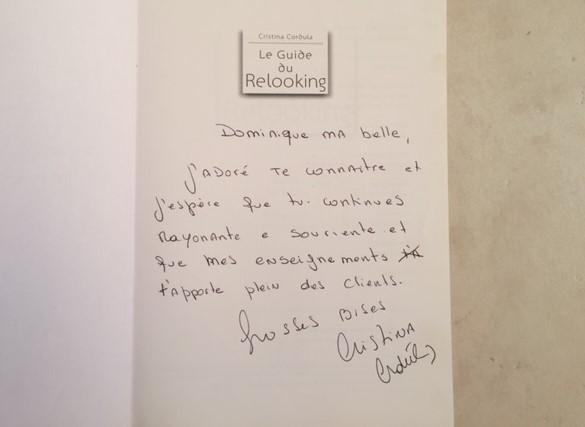 Cristina Cordula
Le Guide
du
Relooking
Dominique ma belle,
j'adoré te connaitre et
j'espère que tu continues
rayonante e souriente et
que mes enseignements
t'apporte plein des clients.
Grosses bises
Cristina
Cordula